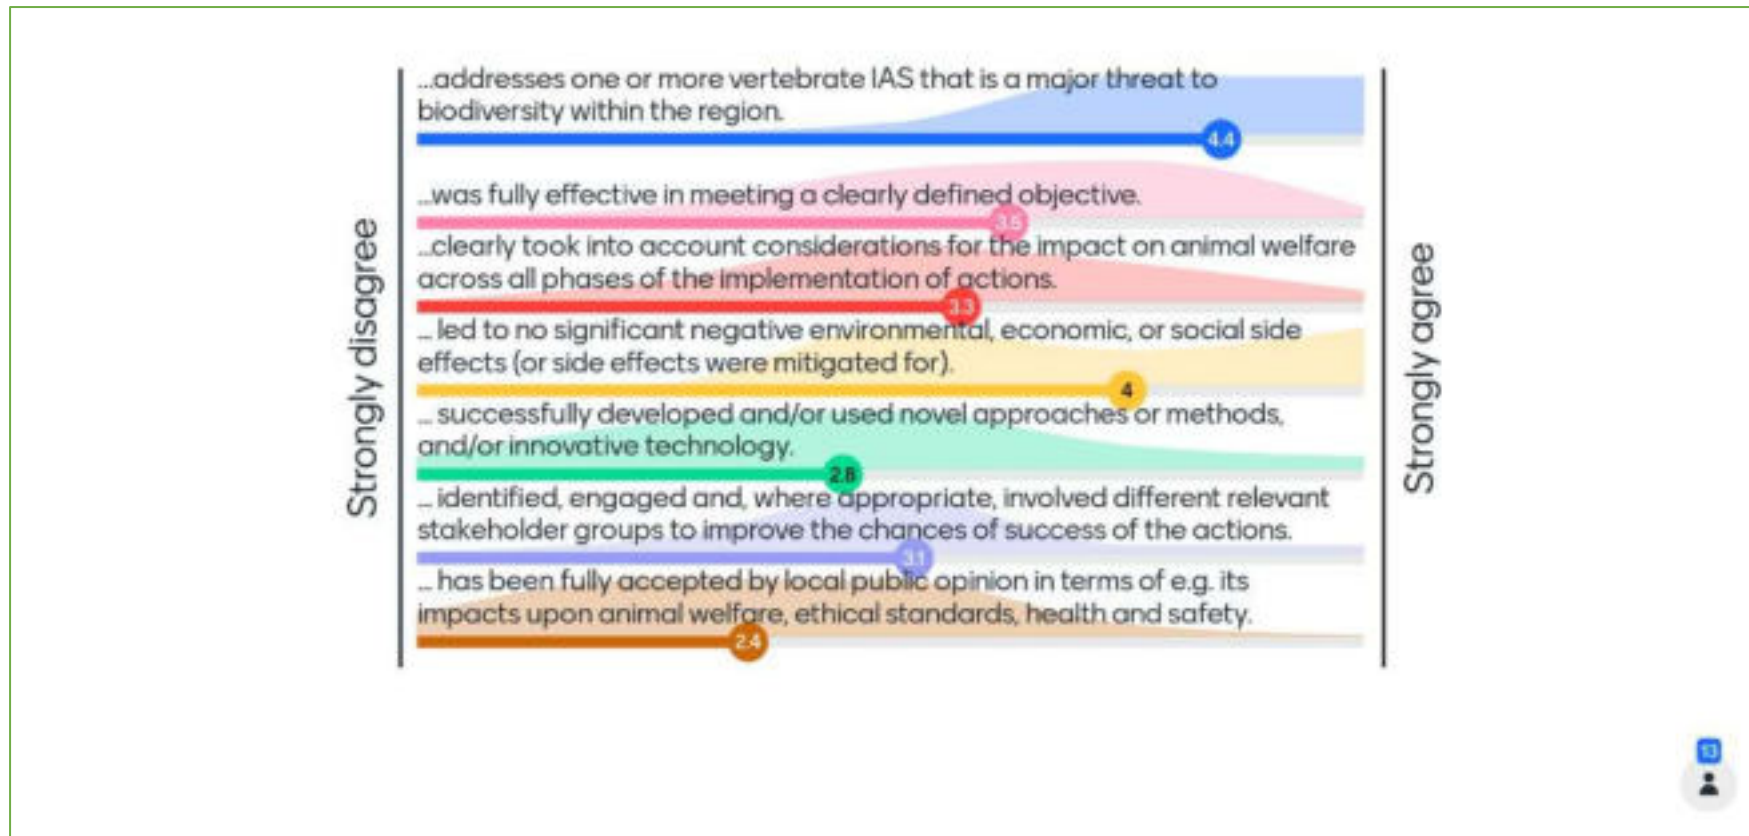 ...addresses one or more vertebrate IAS that is a major threat to
biodiversity within the region.
4.4
...was fully effective in meeting a clearly defined objective.
3.5
...clearly took into account considerations for the impact on animal welfare
across all phases of the implementation of actions.
3.3
... led to no significant negative environmental, economic, or social side
effects (or side effects were mitigated for).
4
... successfully developed and/or used novel approaches or methods,
and/or innovative technology.
2.8
... identified, engaged and, where appropriate, involved different relevant
stakeholder groups to improve the chances of success of the actions.
3.1
... has been fully accepted by local public opinion in terms of e.g. its
impacts upon animal welfare, ethical standards, health and safety.
2.4
Strongly disagree
Strongly agree
13